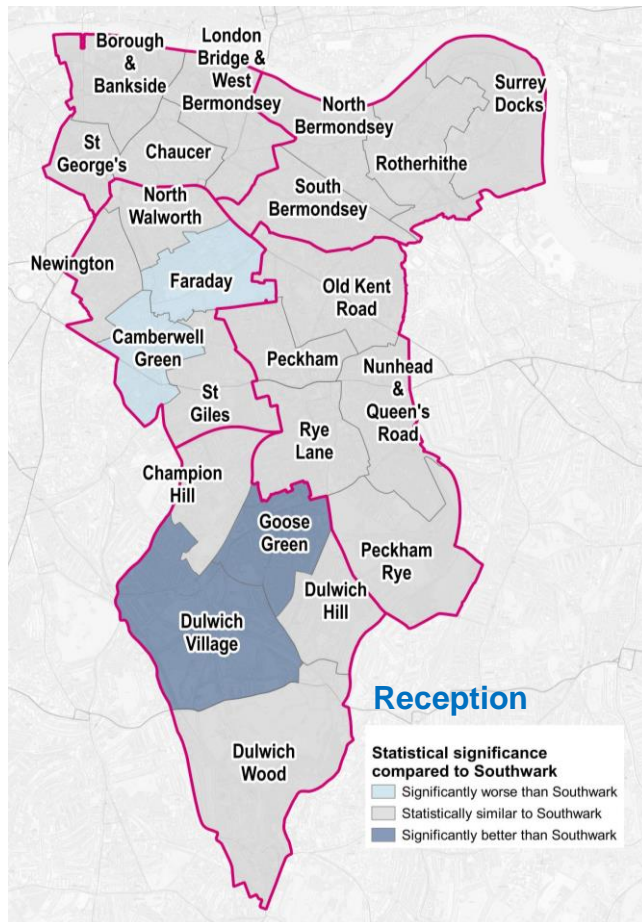 Borough
&
Bankside
London
Bridge &
West
Bermondsey
North
Bermondsey
Surrey
Docks
St
George's
Chaucer
Rotherhithe
South
Bermondsey
North
Walworth
Newington
Faraday
Old Kent
Road
Camberwell
Green
Peckham
Nunhead
&
Queen's
Road
St
Giles
Rye
Lane
Champion
Hill
Goose
Green
Peckham
Rye
Dulwich
Hill
Dulwich
Village
Dulwich
Wood
Reception
Statistical significance
compared to Southwark
Significantly worse than Southwark
Statistically similar to Southwark
Significantly better than Southwark